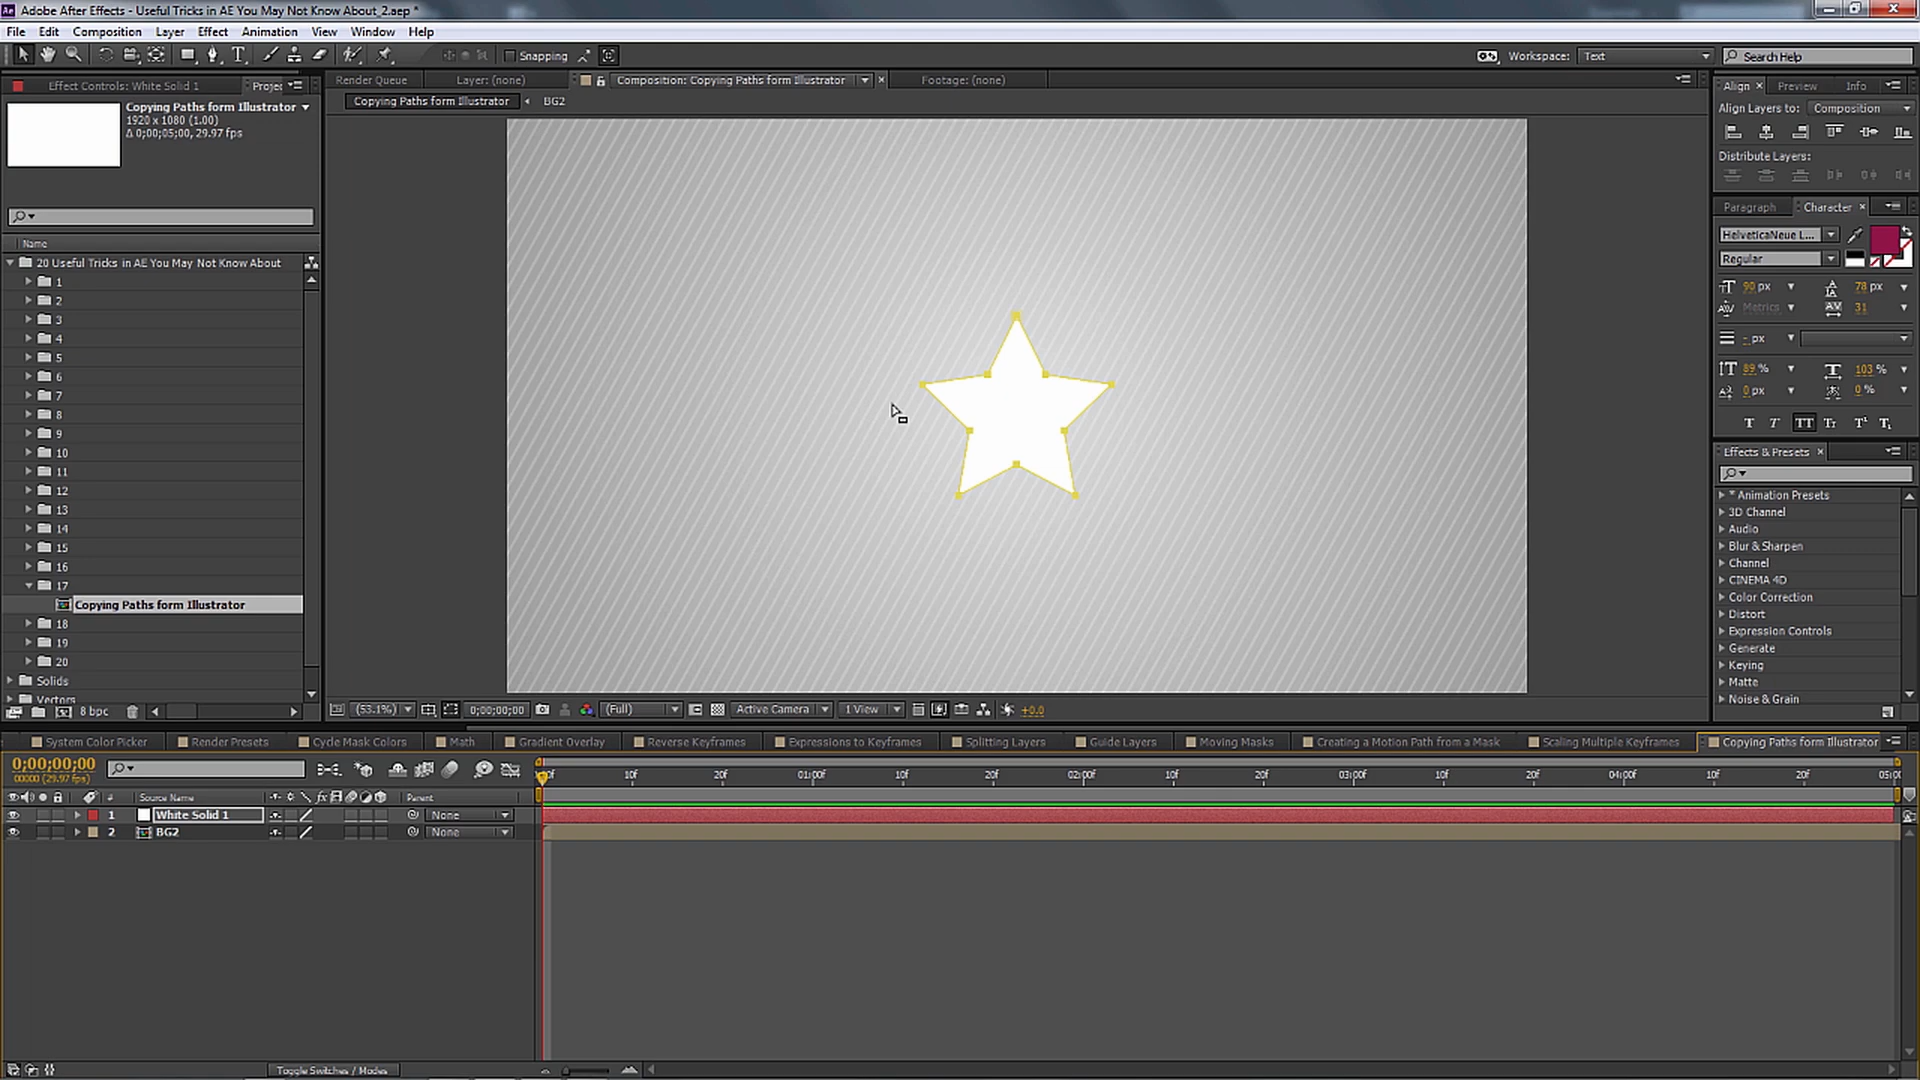 Adobe After Effects - Useful Tricks in AE You May Not Know About_2.aep *
File Edit Composition Layer Effect Animation View Window Help
Snapping
Workspace: Text
Search Help
Effect Controls: White Solid 1
Projec
Copying Paths form Illustrator
1920 x 1080 (1.00)
Δ 0;00;05;00, 29.97 fps
Name
20 Useful Tricks in AE You May Not Know About
1
2
3
4
5
6
7
8
9
10
11
12
13
14
15
16
17
Copying Paths form Illustrator
18
19
20
Solids
Vectors
8 bpc
Render Queue
Layer: (none)
Composition: Copying Paths form Illustrator
Footage: (none)
Copying Paths form Illustrator
BG2
(53.1%)
0;00;00;00
(Full)
Active Camera
1 View
+0.0
Align
Preview
Info
Align Layers to: Composition
Distribute Layers:
Paragraph
Character
HelveticaNeue L...
Regular
90 px
78 px
Metrics
31
- px
89 %
103 %
0 px
0 %
Effects & Presets
* Animation Presets
3D Channel
Audio
Blur & Sharpen
Channel
CINEMA 4D
Color Correction
Distort
Expression Controls
Generate
Keying
Matte
Noise & Grain
System Color Picker
Render Presets
Cycle Mask Colors
Math
Gradient Overlay
Reverse Keyframes
Expressions to Keyframes
Splitting Layers
Guide Layers
Moving Masks
Creating a Motion Path from a Mask
Scaling Multiple Keyframes
Copying Paths form Illustrator
0;00;00;00
00000 (29.97 fps)
10f 20f 01:00f 10f 20f 02:00f 10f 20f 03:00f 10f 20f 04:00f 10f 20f 05:00
# Source Name Parent
1 White Solid 1 None
2 BG2 None
Toggle Switches / Modes